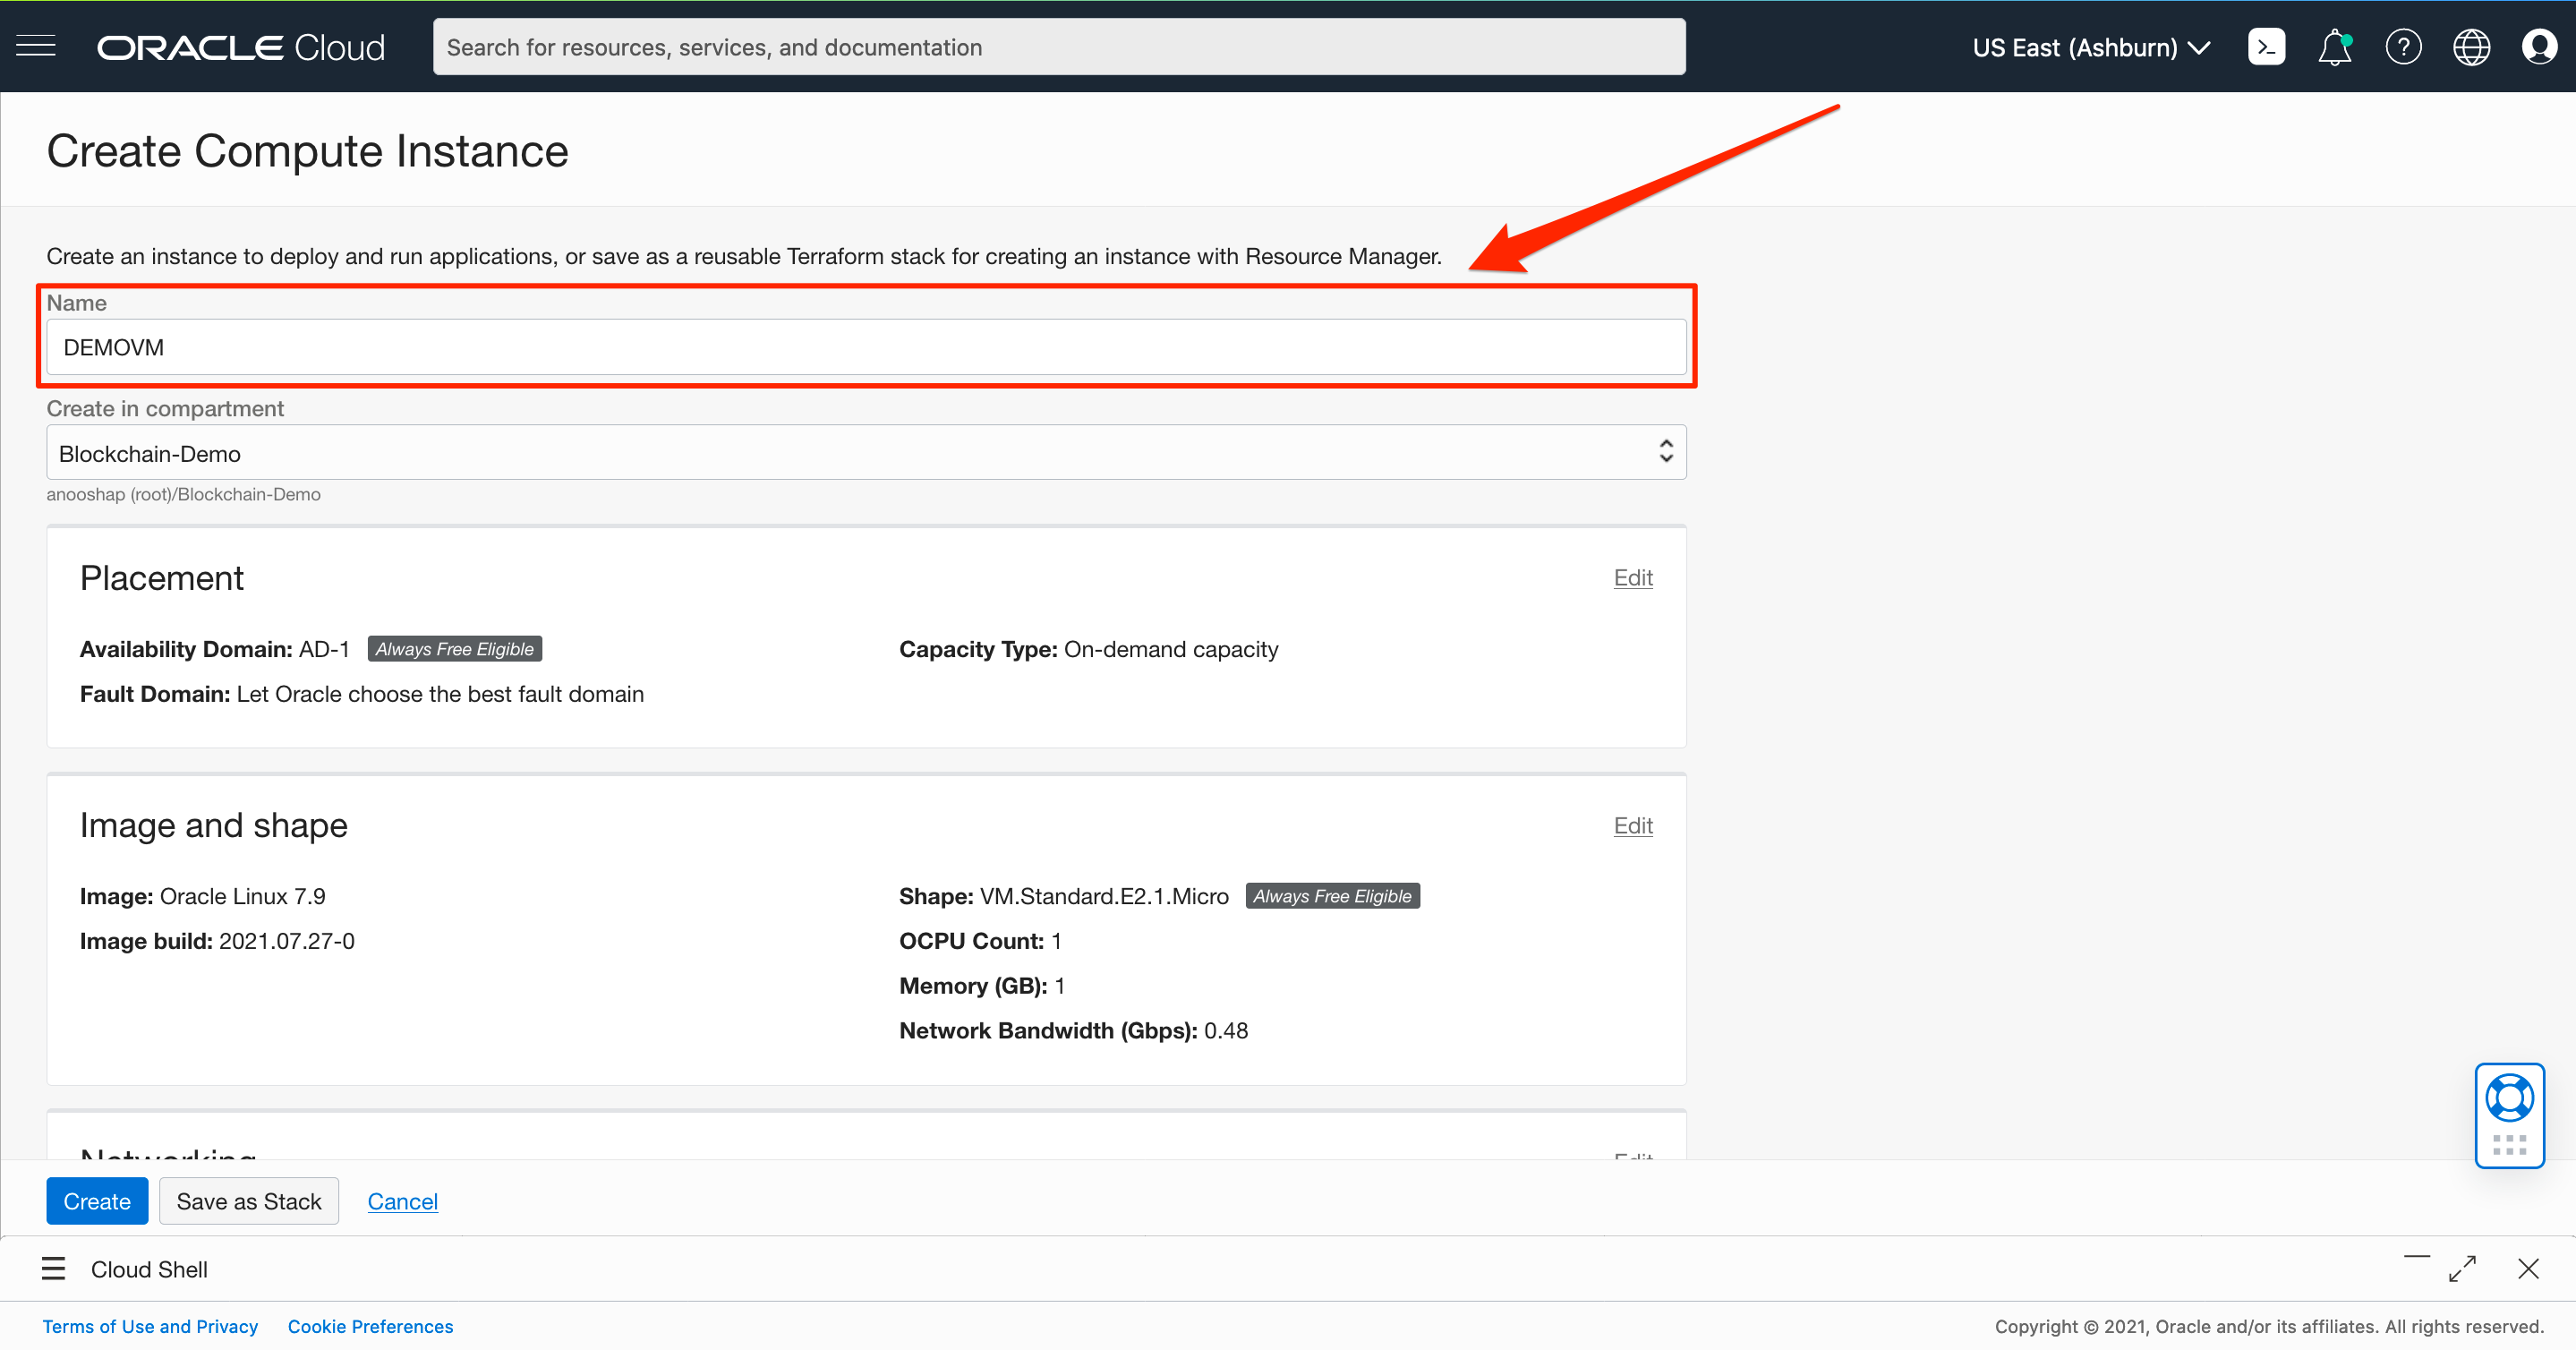 ORACLE Cloud
Search for resources, services, and documentation
US East (Ashburn)
Create Compute Instance
Create an instance to deploy and run applications, or save as a reusable Terraform stack for creating an instance with Resource Manager.
Name
DEMOVM
Create in compartment
Blockchain-Demo
anooshap (root)/Blockchain-Demo
Placement
Edit
Availability Domain: AD-1 Always Free Eligible
Capacity Type: On-demand capacity
Fault Domain: Let Oracle choose the best fault domain
Image and shape
Edit
Image: Oracle Linux 7.9
Shape: VM.Standard.E2.1.Micro Always Free Eligible
Image build: 2021.07.27-0
OCPU Count: 1
Memory (GB): 1
Network Bandwidth (Gbps): 0.48
Networking
Edit
Create
Save as Stack
Cancel
Cloud Shell
Terms of Use and Privacy
Cookie Preferences
Copyright © 2021, Oracle and/or its affiliates. All rights reserved.